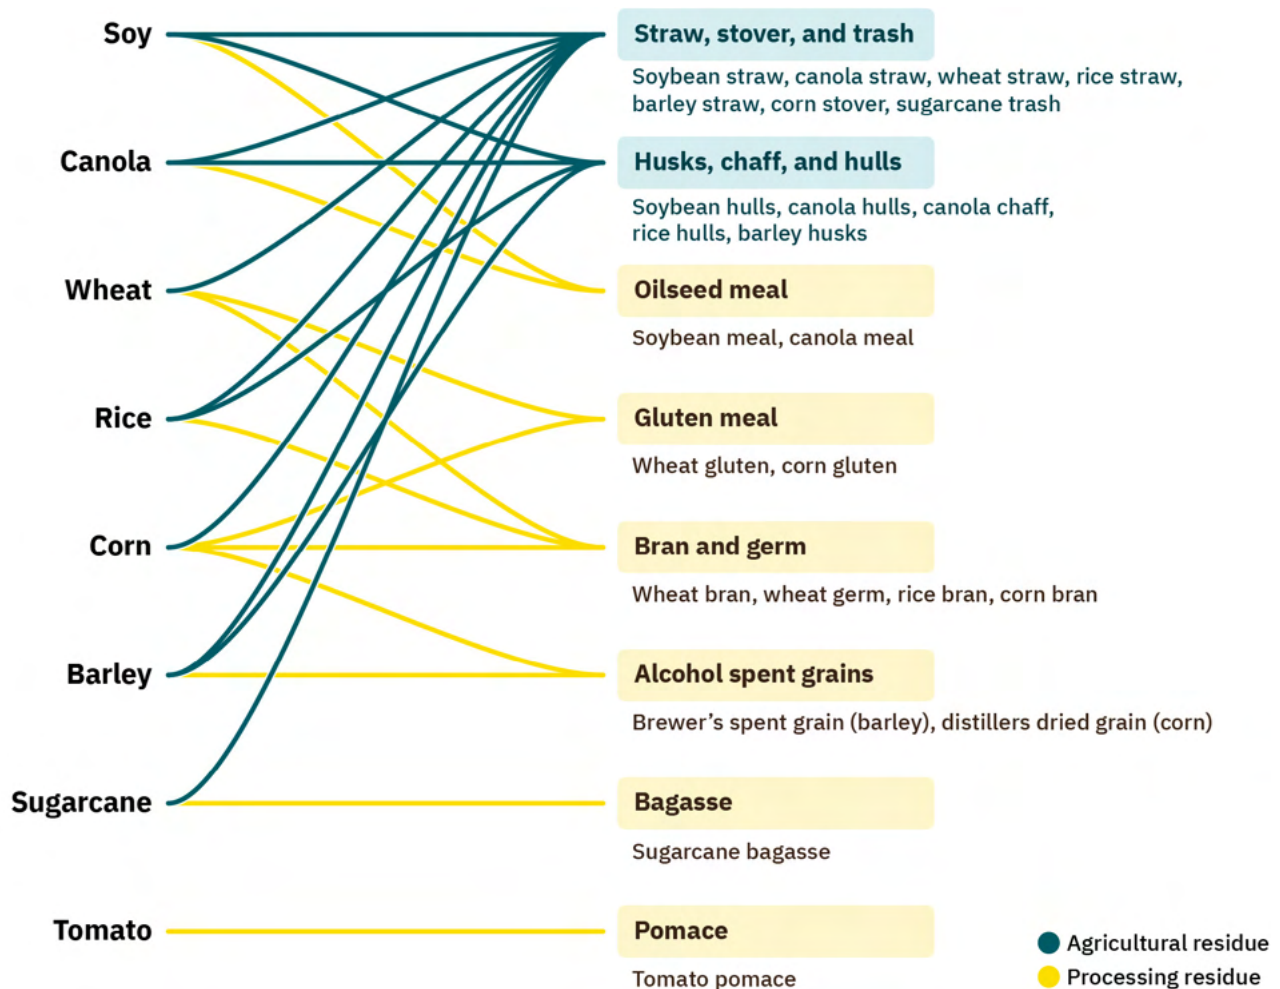 Soy
Straw, stover, and trash
Soybean straw, canola straw, wheat straw, rice straw,
barley straw, corn stover, sugarcane trash
Canola
Husks, chaff, and hulls
Soybean hulls, canola hulls, canola chaff,
rice hulls, barley husks
Wheat
Oilseed meal
Soybean meal, canola meal
Rice
Gluten meal
Wheat gluten, corn gluten
Corn
Bran and germ
Wheat bran, wheat germ, rice bran, corn bran
Barley
Alcohol spent grains
Brewer’s spent grain (barley), distillers dried grain (corn)
Sugarcane
Bagasse
Sugarcane bagasse
Tomato
Pomace
Tomato pomace
Agricultural residue
Processing residue